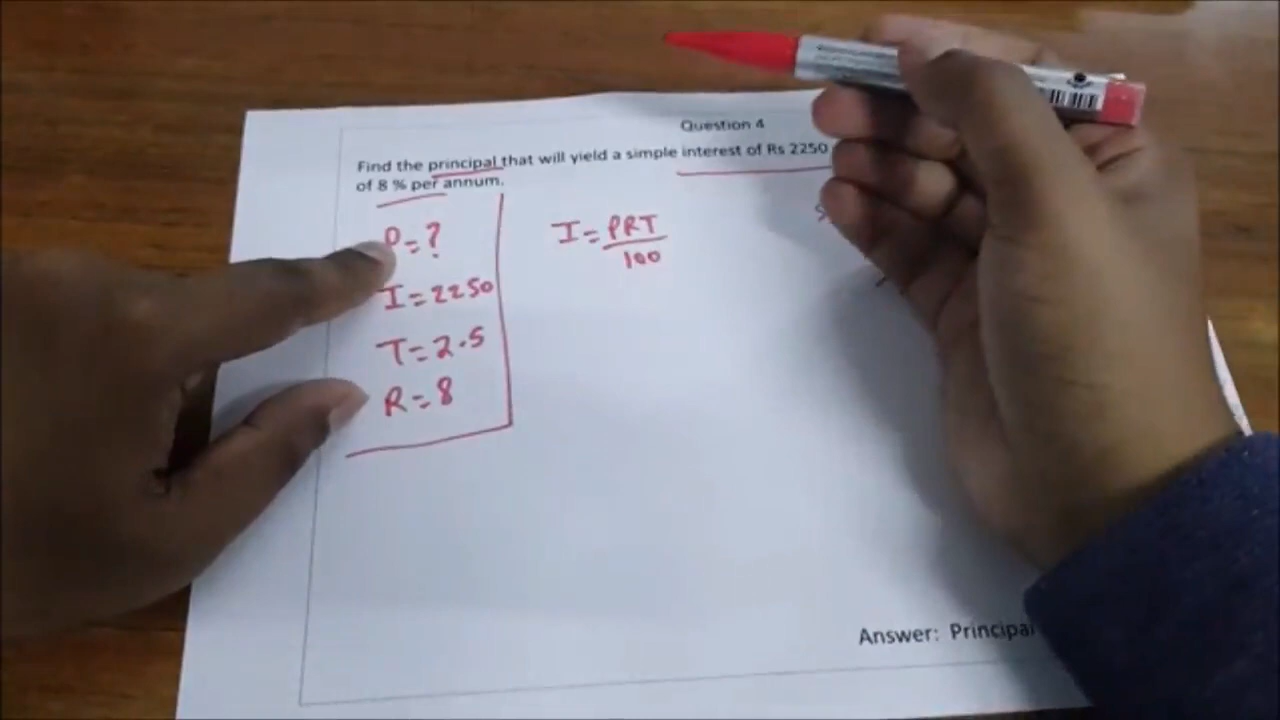 Question 4
Find the principal that will yield a simple interest of Rs 2250
of 8 % per annum.
P=?
I=2250
T=2.5
R=8
I=PRT
100
Answer: Principal